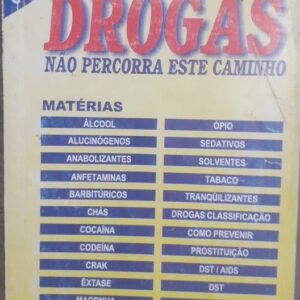 DROGAS
NÃO PERCORRA ESTE CAMINHO
MATÉRIAS
ÁLCOOL
ALUCINÓGENOS
ANABOLIZANTES
ANFETAMINAS
BARBITÚRICOS
CHÁS
COCAÍNA
CODEÍNA
CRAK
ÊXTASE
MACONHA
ÓPIO
SEDATIVOS
SOLVENTES
TABACO
TRANQÜILIZANTES
DROGAS CLASSIFICAÇÃO
COMO PREVENIR
PROSTITUIÇÃO
DST / AIDS
DST